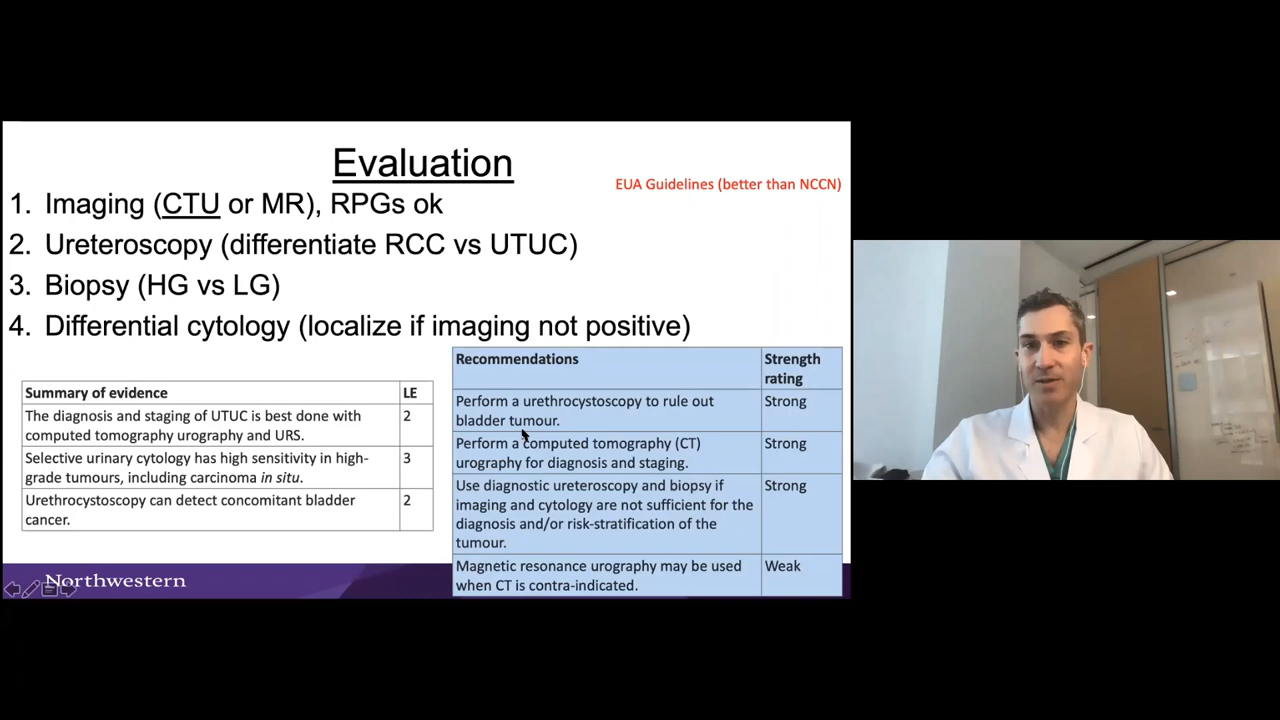 Evaluation
EUA Guidelines (better than NCCN)
1. Imaging (CTU or MR), RPGs ok
2. Ureteroscopy (differentiate RCC vs UTUC)
3. Biopsy (HG vs LG)
4. Differential cytology (localize if imaging not positive)
Summary of evidence LE
The diagnosis and staging of UTUC is best done with 2
computed tomography urography and URS.
Selective urinary cytology has high sensitivity in high- 3
grade tumours, including carcinoma in situ.
Urethrocystoscopy can detect concomitant bladder 2
cancer.
Recommendations Strength
rating
Perform a urethrocystoscopy to rule out Strong
bladder tumour.
Perform a computed tomography (CT) Strong
urography for diagnosis and staging.
Use diagnostic ureteroscopy and biopsy if Strong
imaging and cytology are not sufficient for the
diagnosis and/or risk-stratification of the
tumour.
Magnetic resonance urography may be used Weak
when CT is contra-indicated.
Northwestern